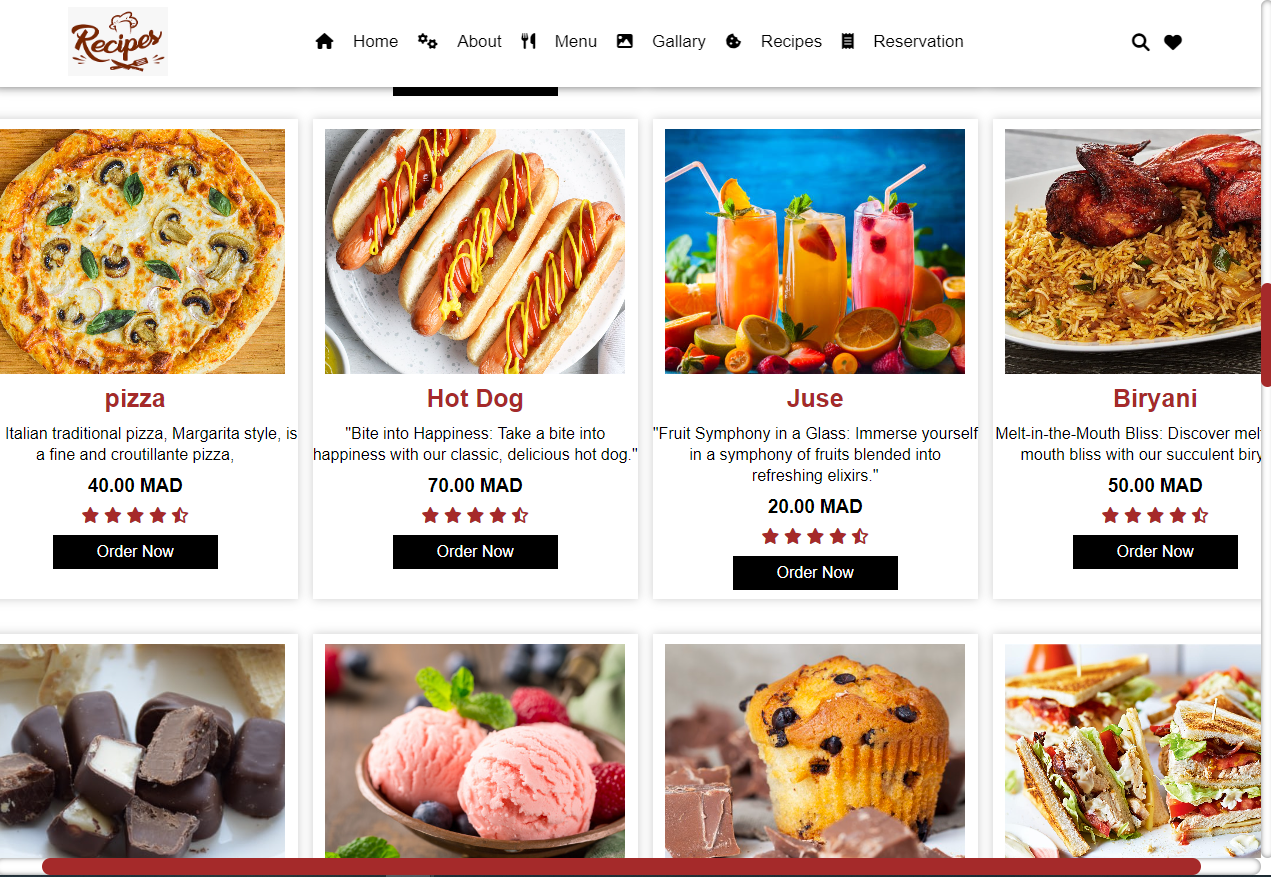 Recipes
Home About Menu Gallary Recipes Reservation
pizza
Italian traditional pizza, Margarita style, is
a fine and croutillante pizza,
40.00 MAD
Order Now
Hot Dog
"Bite into Happiness: Take a bite into
happiness with our classic, delicious hot dog."
70.00 MAD
Order Now
Juse
"Fruit Symphony in a Glass: Immerse yourself
in a symphony of fruits blended into
refreshing elixirs."
20.00 MAD
Order Now
Biryani
Melt-in-the-Mouth Bliss: Discover mel
mouth bliss with our succulent biry
50.00 MAD
Order Now